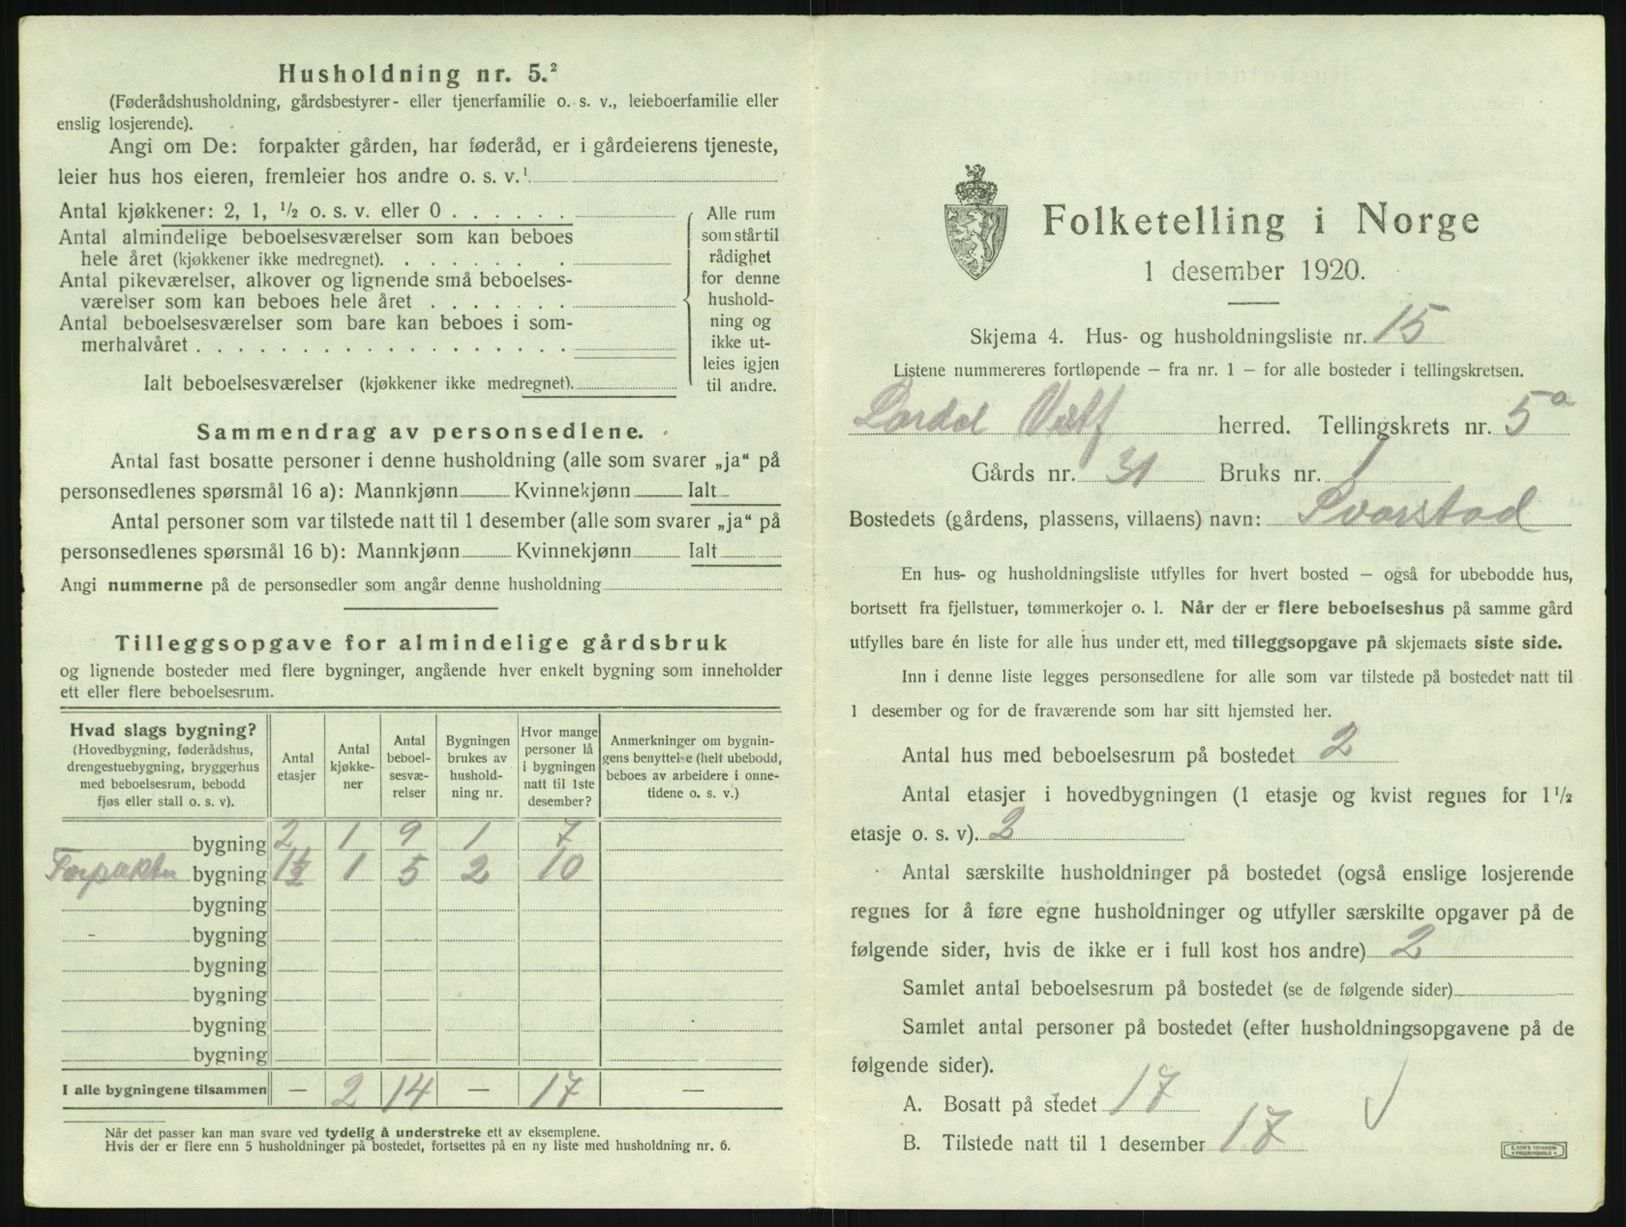 Husholdning nr. 5.²
(Føderådshusholdning, gårdsbestyrer- eller tjenerfamilie o. s. v., leieboerfamilie eller
enslig losjerende).
Angi om De: forpakter gården, har føderåd, er i gårdeierens tjeneste,
leier hus hos eieren, fremleier hos andre o. s. v.¹
Antal kjøkkener: 2, 1, ½ o. s. v. eller 0 . . . . . .
Antal almindelige beboelsesværelser som kan beboes
hele året (kjøkkener ikke medregnet). . . . . . . .
Antal pikeværelser, alkover og lignende små beboelses-
værelser som kan beboes hele året . . . . . . .
Antal beboelsesværelser som bare kan beboes i som-
merhalvåret . . . . . . . . . . . . . . . . . .
Ialt beboelsesværelser (kjøkkener ikke medregnet).
Alle rum
som står til
rådighet
for denne
hushold-
ning og
ikke ut-
leies igjen
til andre.
Sammendrag av personsedlene.
Antal fast bosatte personer i denne husholdning (alle som svarer „ja“ på
personsedlenes spørsmål 16 a): Mannkjønn Kvinnekjønn Ialt
Antal personer som var tilstede natt til 1 desember (alle som svarer „ja“ på
personsedlenes spørsmål 16 b): Mannkjønn Kvinnekjønn Ialt
Angi nummerne på de personsedler som angår denne husholdning
Tilleggsopgave for almindelige gårdsbruk
og lignende bosteder med flere bygninger, angående hver enkelt bygning som inneholder
ett eller flere beboelsesrum.
Hvad slags bygning?
(Hovedbygning, føderådshus,
drengestuebygning, bryggerhus
med beboelsesrum, bebodd
fjøs eller stall o. s. v).
Antal
etasjer
Antal
kjøkke-
ner
Antal
beboel-
sesvæ-
relser
Bygningen
brukes av
hushold-
ning nr.
Hvor mange
personer lå
i bygningen
natt til 1ste
desember?
Anmerkninger om bygnin-
gens benyttelse (helt ubebodd,
beboes av arbeidere i onne-
tidene o. s. v.)
bygning 2 1 9 1 7
Forpakter bygning 1½ 1 5 2 10
bygning
bygning
bygning
bygning
bygning
bygning
I alle bygningene tilsammen — 2 14 — 17 —
Når det passer kan man svare ved tydelig å understreke ett av eksemplene.
Hvis der er flere enn 5 husholdninger på bostedet, fortsettes på en ny liste med husholdning nr. 6.
Folketelling i Norge
1 desember 1920.
Skjema 4. Hus- og husholdningsliste nr. 15
Listene nummereres fortløpende — fra nr. 1 — for alle bosteder i tellingskretsen.
Lardal Vestf herred. Tellingskrets nr. 5a
Gårds nr. 31 Bruks nr. 1
Bostedets (gårdens, plassens, villaens) navn: Svarstad
En hus- og husholdningsliste utfylles for hvert bosted — også for ubebodde hus,
bortsett fra fjellstuer, tømmerkojer o. l. Når der er flere beboelseshus på samme gård
utfylles bare én liste for alle hus under ett, med tilleggsopgave på skjemaets siste side.
Inn i denne liste legges personsedlene for alle som var tilstede på bostedet natt til
1 desember og for de fraværende som har sitt hjemsted her.
Antal hus med beboelsesrum på bostedet 2
Antal etasjer i hovedbygningen (1 etasje og kvist regnes for 1½
etasje o. s. v). 2
Antal særskilte husholdninger på bostedet (også enslige losjerende
regnes for å føre egne husholdninger og utfyller særskilte opgaver på de
følgende sider, hvis de ikke er i full kost hos andre) 2
Samlet antal beboelsesrum på bostedet (se de følgende sider)
Samlet antal personer på bostedet (efter husholdningsopgavene på de
følgende sider).
A. Bosatt på stedet 17
B. Tilstede natt til 1 desember 17